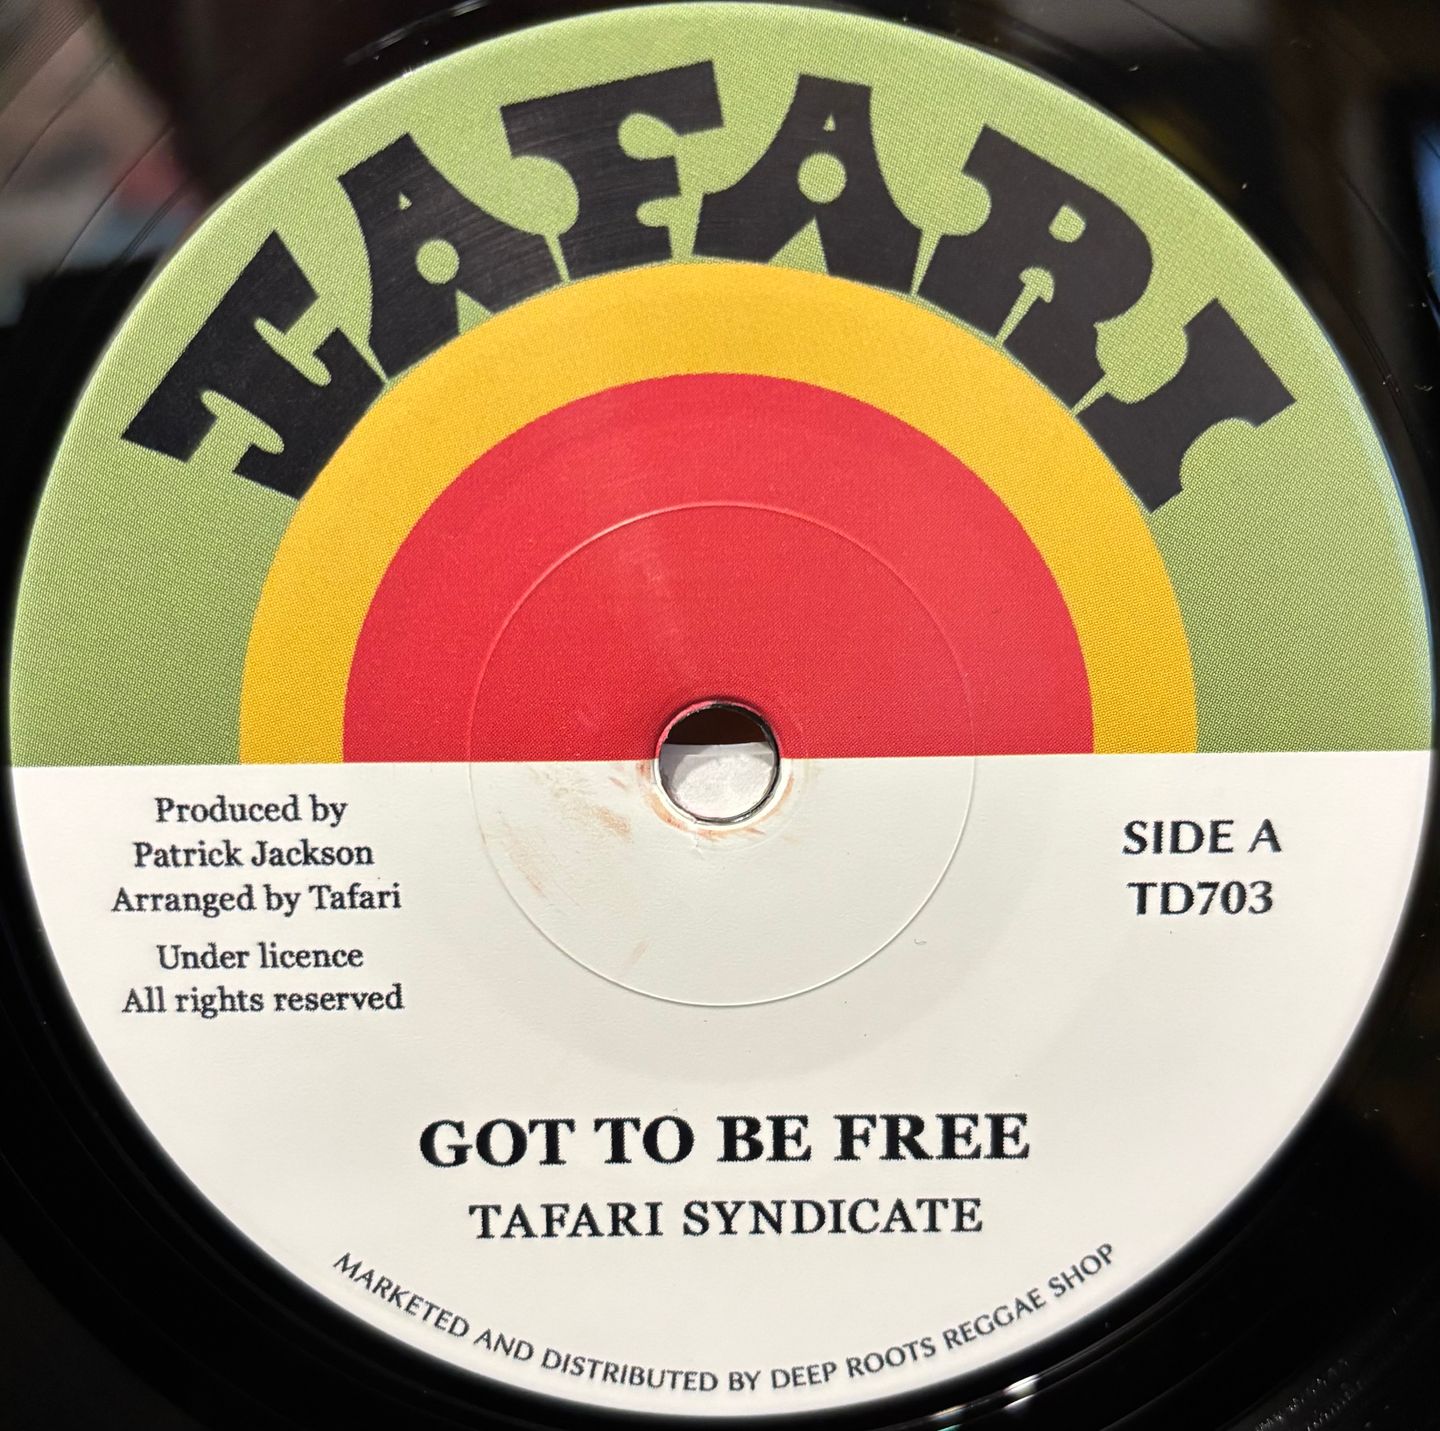 TAFARI
Produced by
Patrick Jackson
Arranged by Tafari
Under licence
All rights reserved
SIDE A
TD703
GOT TO BE FREE
TAFARI SYNDICATE
MARKETED AND DISTRIBUTED BY DEEP ROOTS REGGAE SHOP